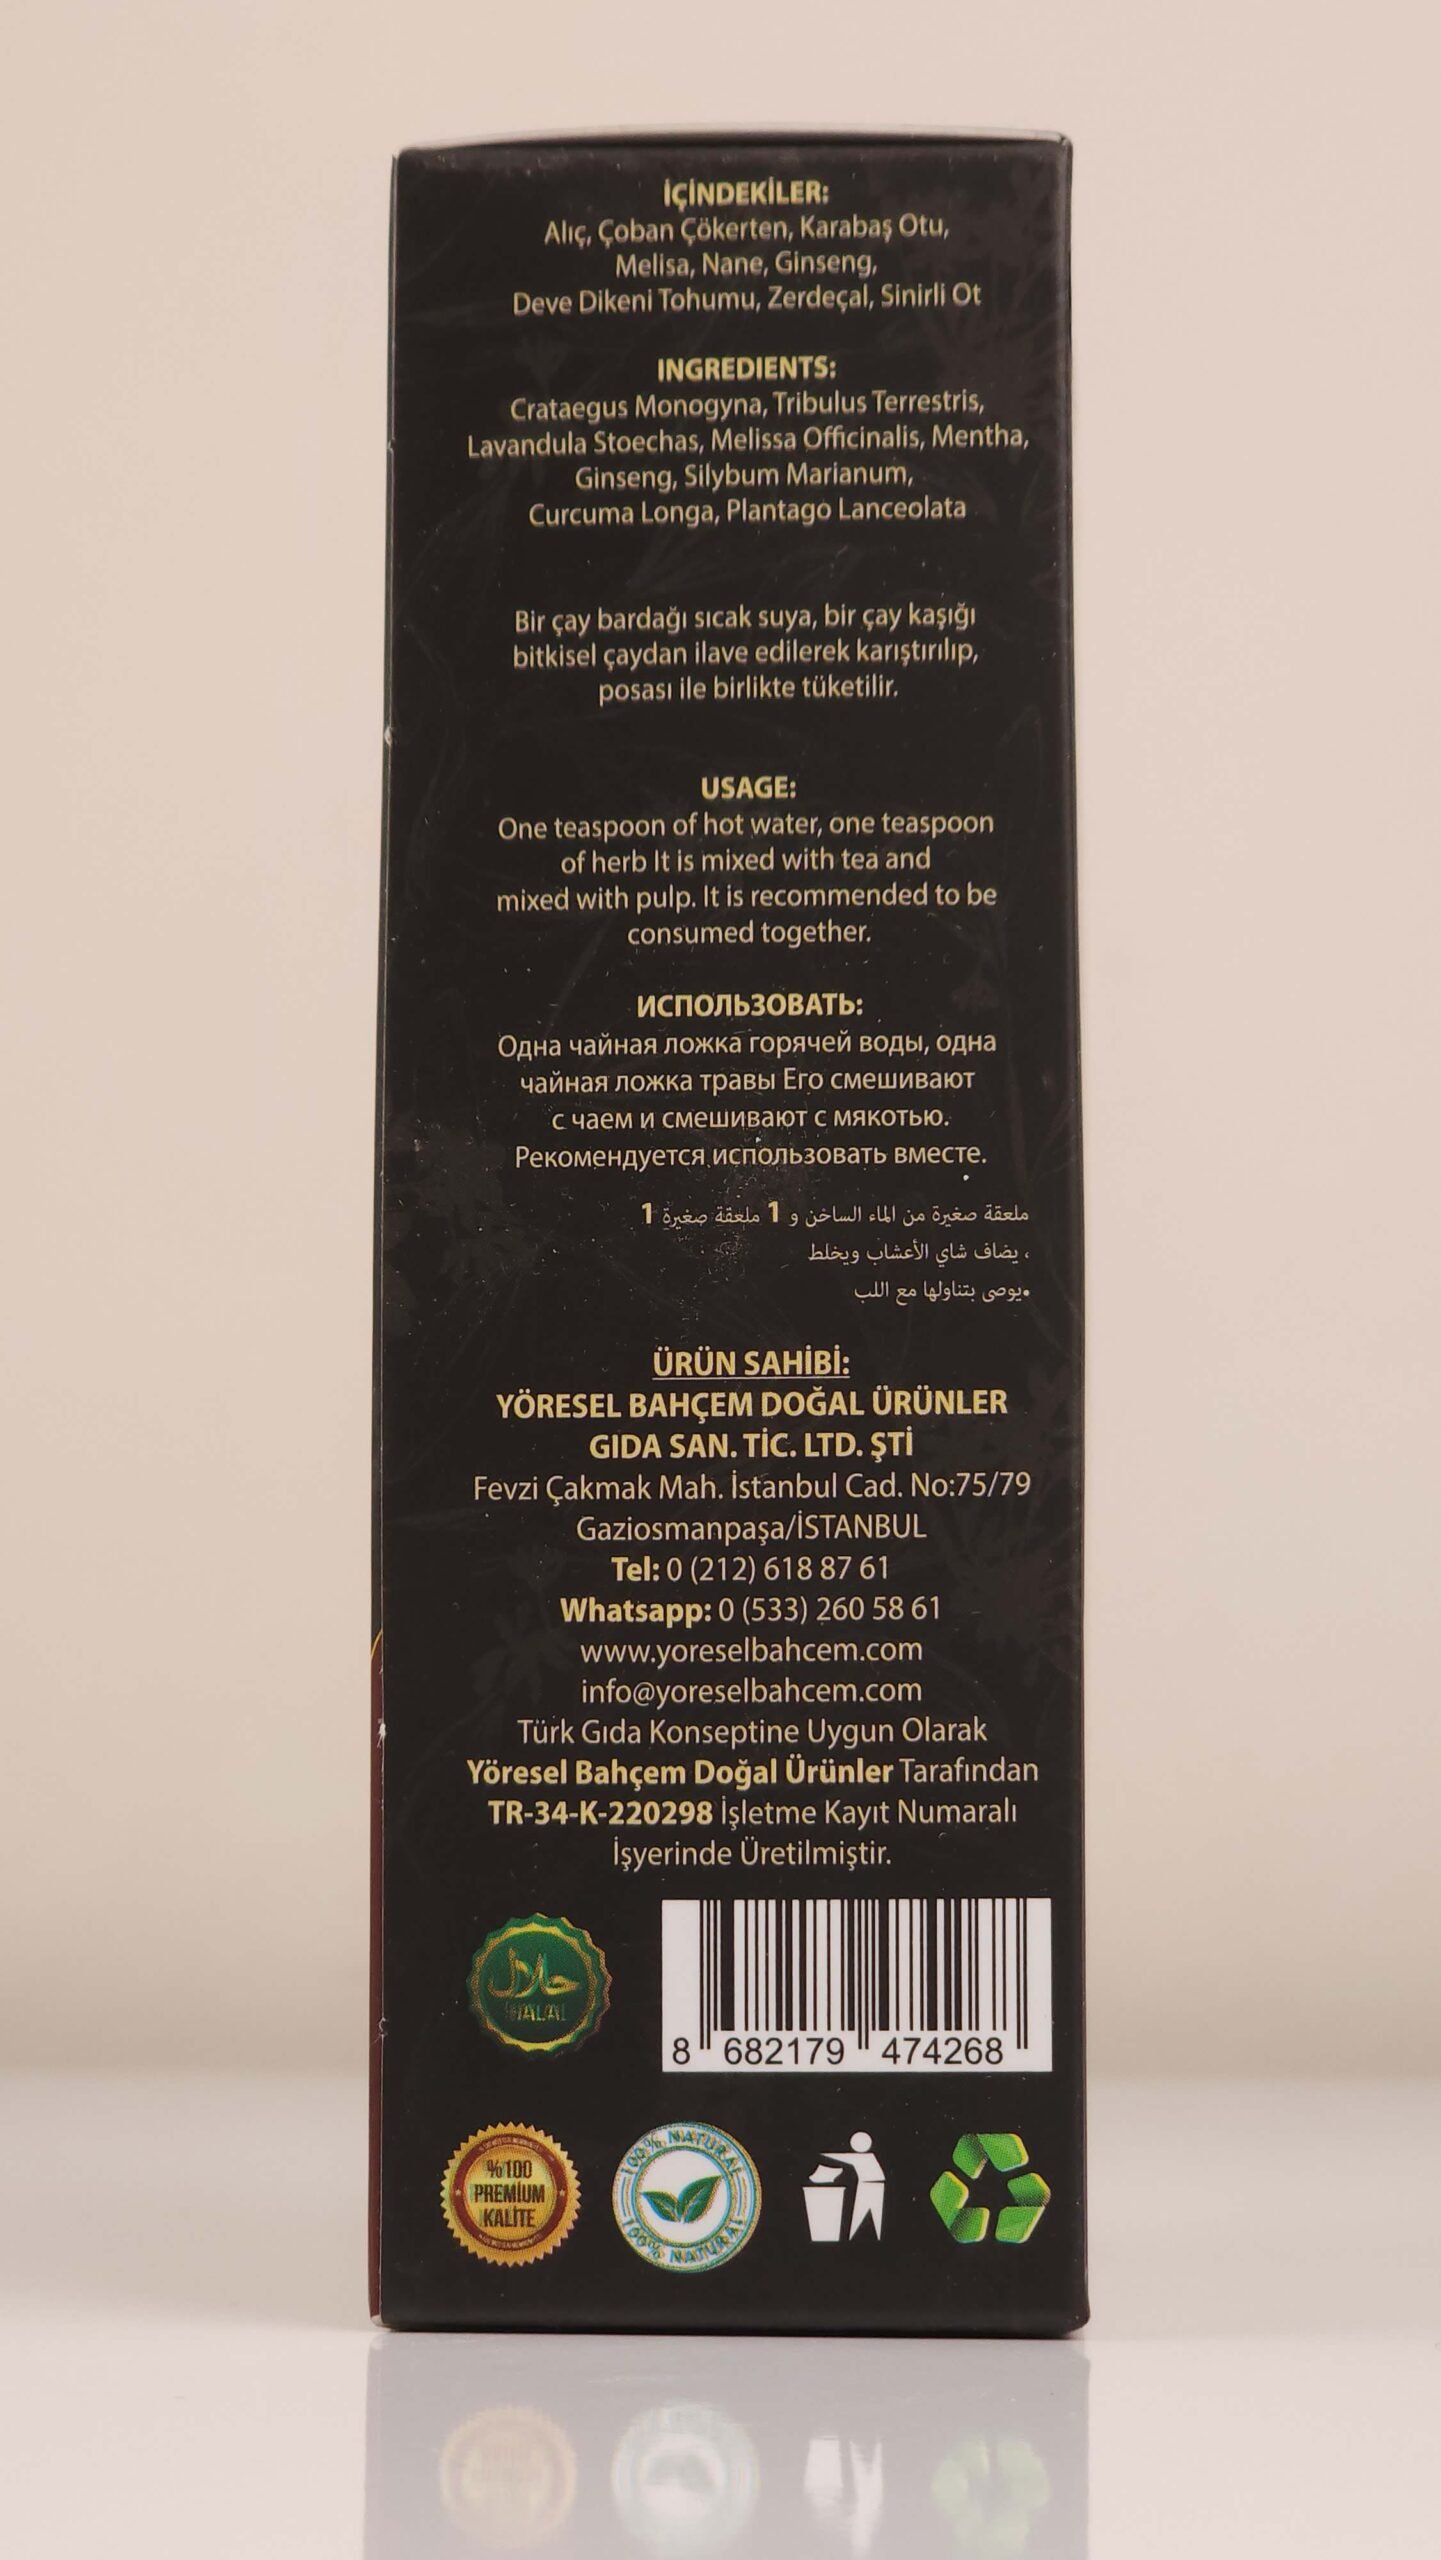 İÇİNDEKİLER:
Alıç, Çoban Çökerten, Karabaş Otu,
Melisa, Nane, Ginseng,
Deve Dikeni Tohumu, Zerdeçal, Sinirli Ot
INGREDIENTS:
Crataegus Monogyna, Tribulus Terrestris,
Lavandula Stoechas, Melissa Officinalis, Mentha,
Ginseng, Silybum Marianum,
Curcuma Longa, Plantago Lanceolata
Bir çay bardağı sıcak suya, bir çay kaşığı
bitkisel çaydan ilave edilerek karıştırılıp,
posası ile birlikte tüketilir.
USAGE:
One teaspoon of hot water, one teaspoon
of herb It is mixed with tea and
mixed with pulp. It is recommended to be
consumed together.
ИСПОЛЬЗОВАТЬ:
Одна чайная ложка горячей воды, одна
чайная ложка травы Его смешивают
с чаем и смешивают с мякотью.
Рекомендуется использовать вместе.
ملعقة صغيرة من الماء الساخن و 1 ملعقة صغيرة 1
، يضاف شاي الأعشاب ويخلط
•يوصى بتناولها مع اللب
ÜRÜN SAHİBİ:
YÖRESEL BAHÇEM DOĞAL ÜRÜNLER
GIDA SAN. TİC. LTD. ŞTİ
Fevzi Çakmak Mah. İstanbul Cad. No:75/79
Gaziosmanpaşa/İSTANBUL
Tel: 0 (212) 618 87 61
Whatsapp: 0 (533) 260 58 61
www.yoreselbahcem.com
info@yoreselbahcem.com
Türk Gıda Konseptine Uygun Olarak
Yöresel Bahçem Doğal Ürünler Tarafından
TR-34-K-220298 İşletme Kayıt Numaralı
İşyerinde Üretilmiştir.
حلال
HALAL
8 682179 474268
%100
PREMİUM
KALİTE
100% NATURAL
100% NATURAL